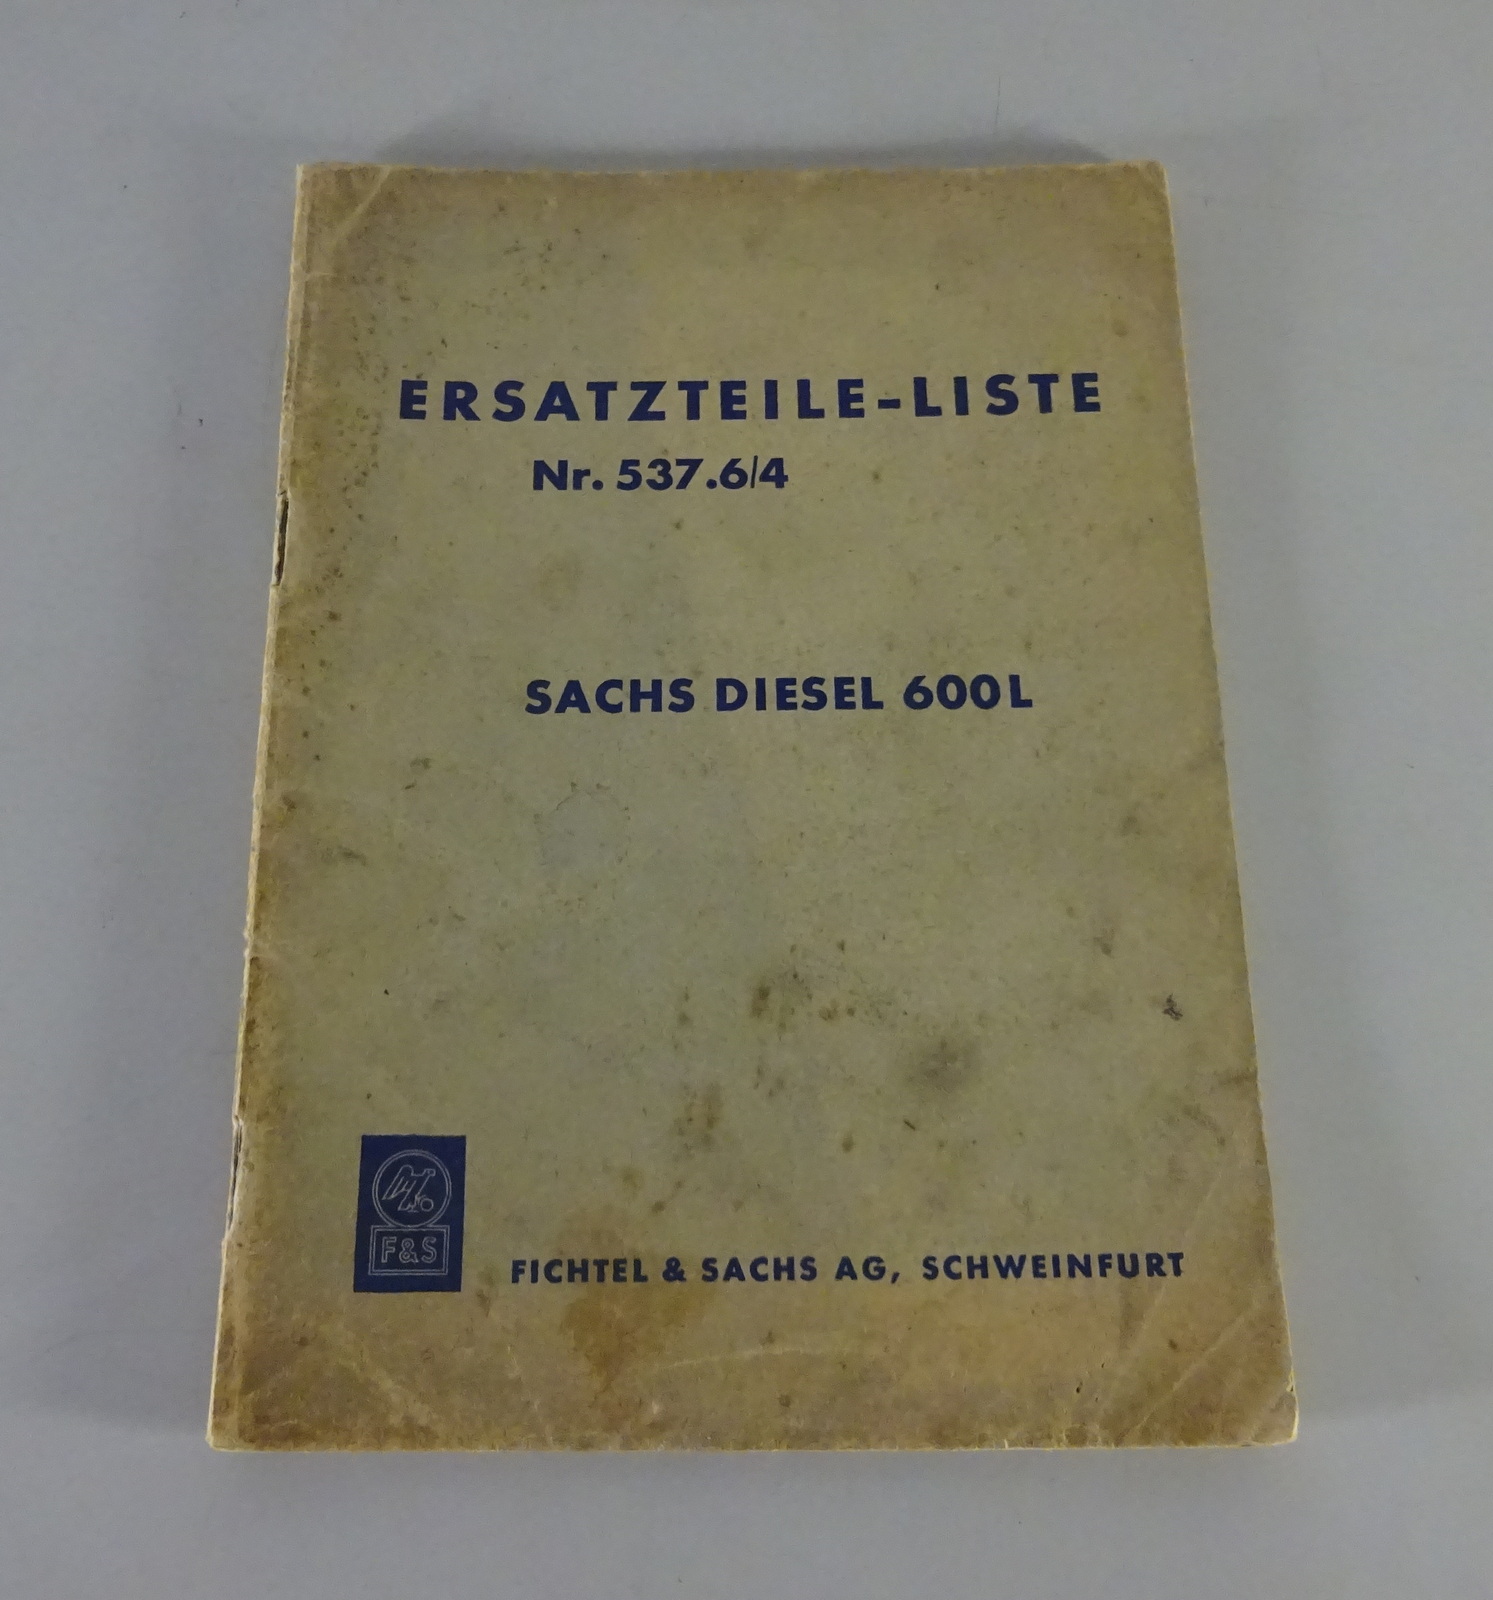 ERSATZTEILE-LISTE
Nr. 537.6/4
SACHS DIESEL 600L
F&S
FICHTEL & SACHS AG, SCHWEINFURT